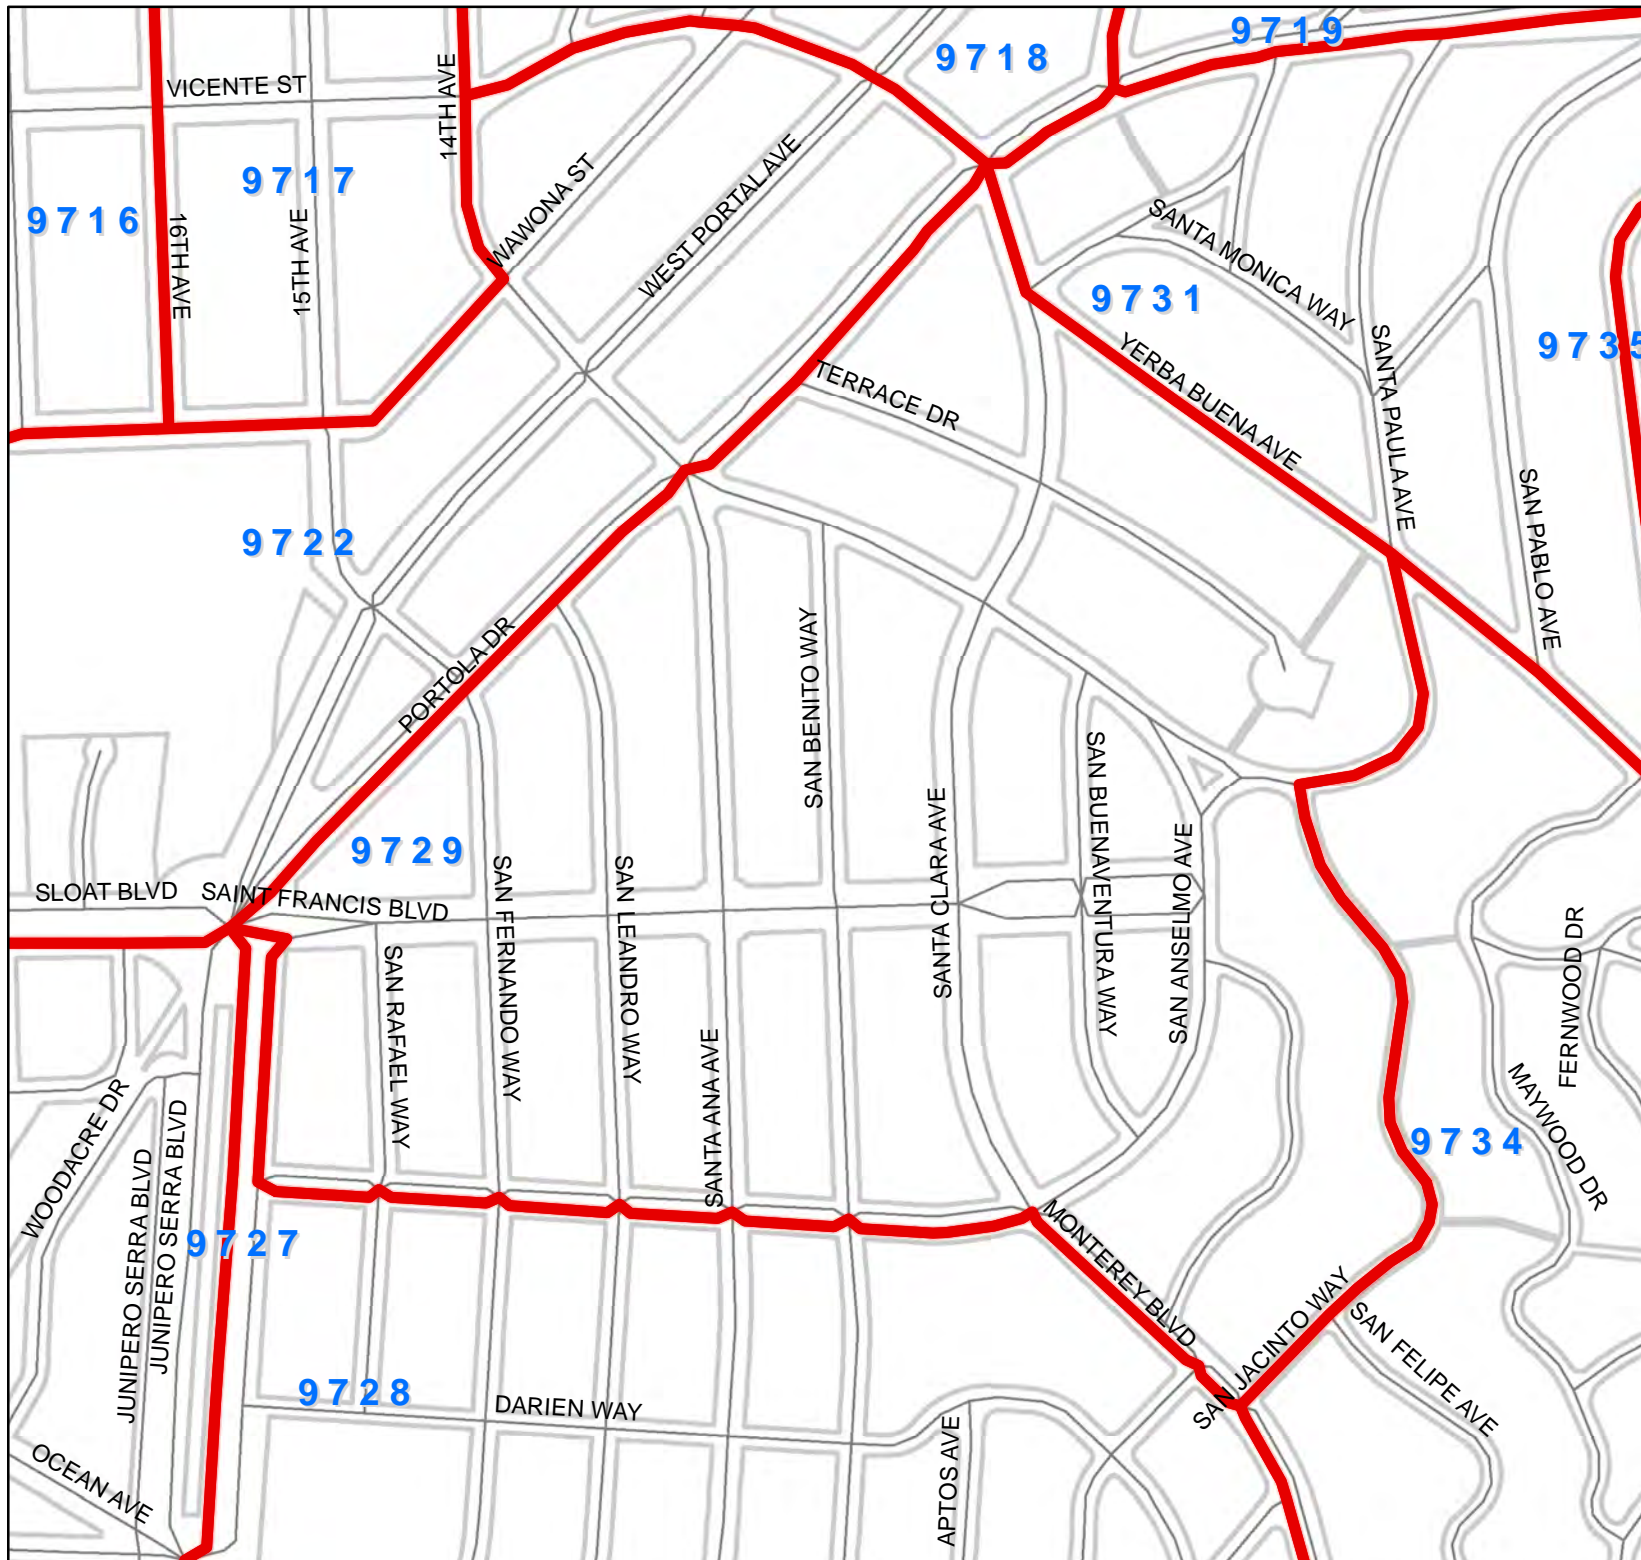 9719
9718
VICENTE ST
14TH AVE
9717
9716
16TH AVE
15TH AVE
WAWONA ST
WEST PORTAL AVE
SANTA MONICA WAY
9731
9735
YERBA BUENA AVE
TERRACE DR
SANTA PAULA AVE
SAN PABLO AVE
9722
PORTOLA DR
SAN BENITO WAY
9729
SLOAT BLVD
SAINT FRANCIS BLVD
SAN FERNANDO WAY
SAN LEANDRO WAY
SANTA CLARA AVE
SAN BUENAVENTURA WAY
SAN ANSELMO AVE
FERNWOOD DR
SAN RAFAEL WAY
SANTA ANA AVE
WOODACRE DR
JUNIPERO SERRA BLVD
JUNIPERO SERRA BLVD
9734
MAYWOOD DR
9727
MONTEREY BLVD
SAN JACINTO WAY
SAN FELIPE AVE
9728
DARIEN WAY
APTOS AVE
OCEAN AVE